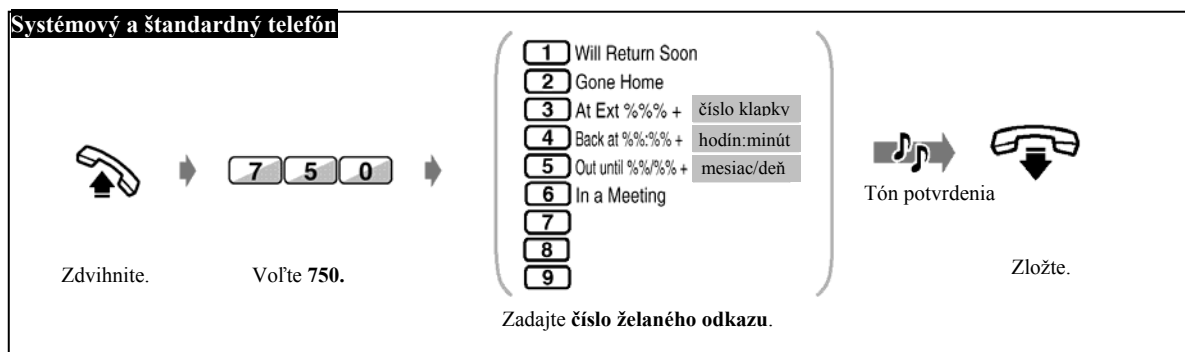 Systémový a štandardný telefón
1 Will Return Soon
2 Gone Home
3 At Ext %%% + číslo klapky
4 Back at %%:%% + hodín:minút
5 Out until %%/%% + mesiac/deň
6 In a Meeting
7
8
9
7 5 0
Tón potvrdenia
Zdvihnite.
Voľte 750.
Zložte.
Zadajte číslo želaného odkazu.